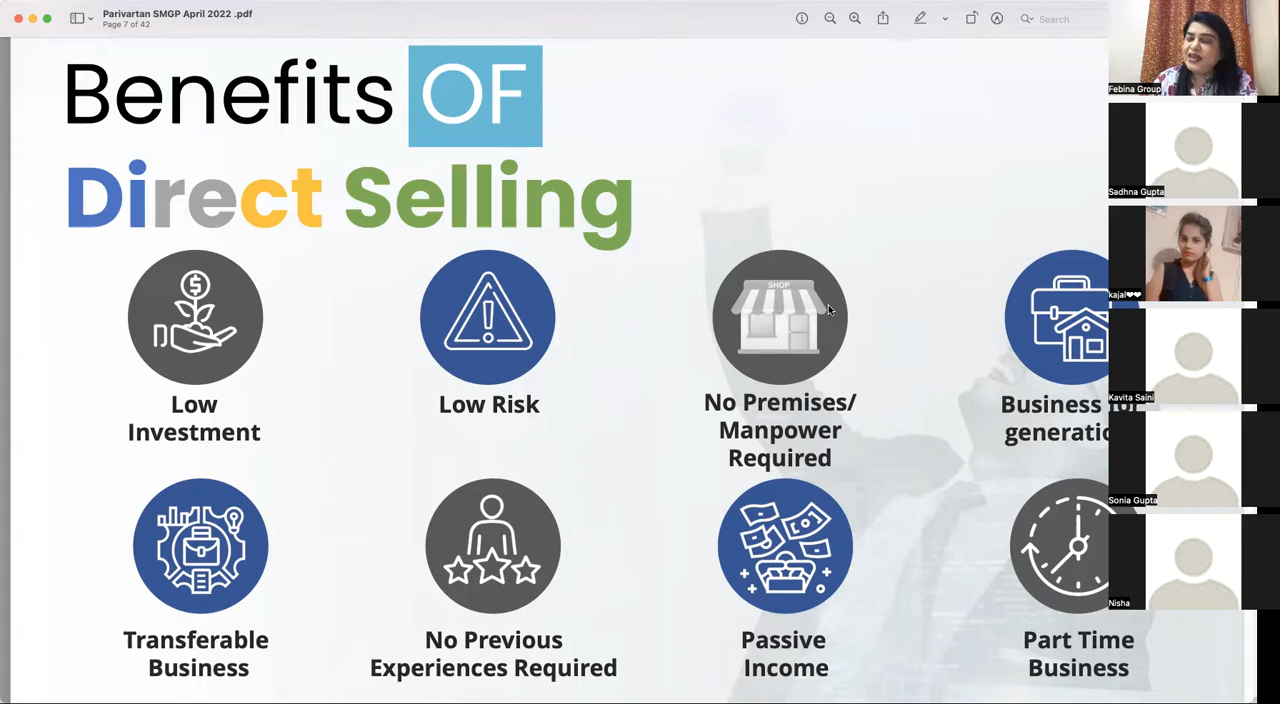 Parivartan SMGP April 2022 .pdf
Page 7 of 42
Search
Benefits OF
Direct Selling
SHOP
Low
Investment
Low Risk
No Premises/
Manpower
Required
Business
Transferable
Business
No Previous
Experiences Required
Passive
Income
Part Time
Business
Febina Group
Sadhna Gupta
kajal❤❤
Kavita Saini
Sonia Gupta
Nisha